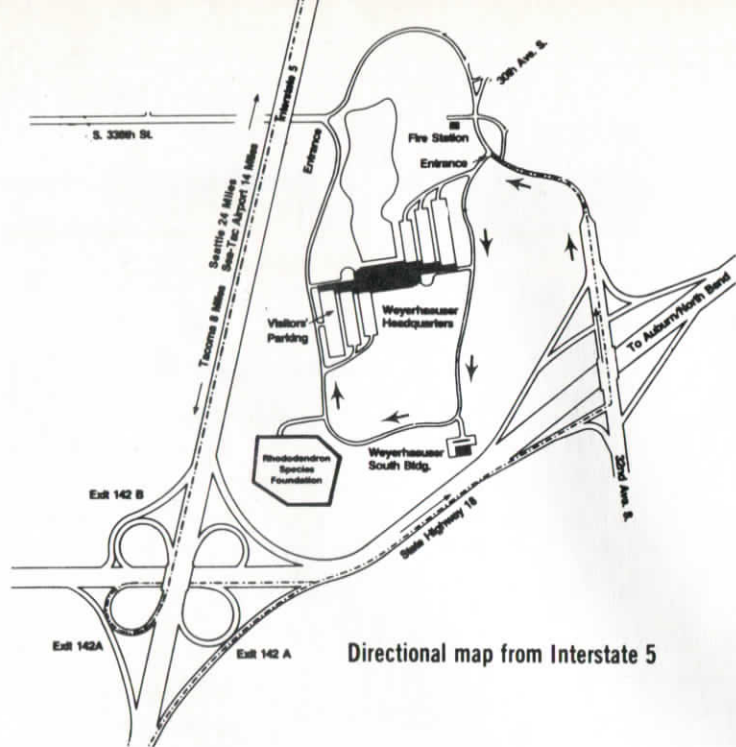 30th Ave. S.
Interstate 5
S. 336th St.
Fire Station
Entrance
Entrance
Seattle 24 Miles
Sea-Tac Airport 14 Miles
Tacoma 8 Miles
Visitors'
Parking
Weyerhaeuser
Headquarters
To Auburn/North Bend
Rhododendron
Species
Foundation
Weyerhaeuser
South Bldg.
32nd Ave. S.
Exit 142 B
State Highway 18
Exit 142A
Exit 142 A
Directional map from Interstate 5